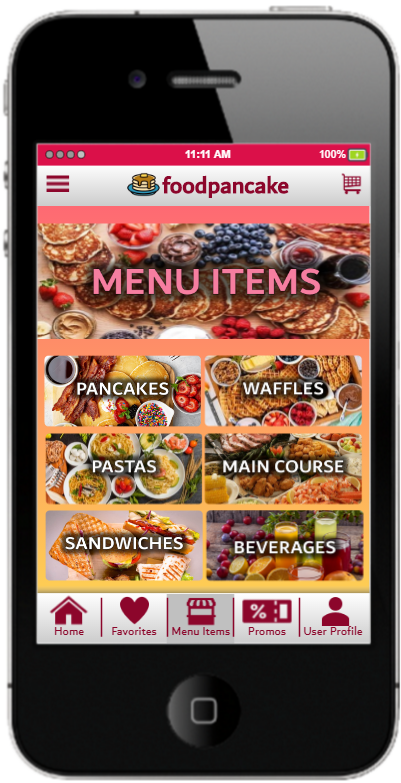 11:11 AM 100%
foodpancake
MENU ITEMS
PANCAKES WAFFLES
PASTAS MAIN COURSE
SANDWICHES BEVERAGES
%
Home Favorites Menu Items Promos User Profile